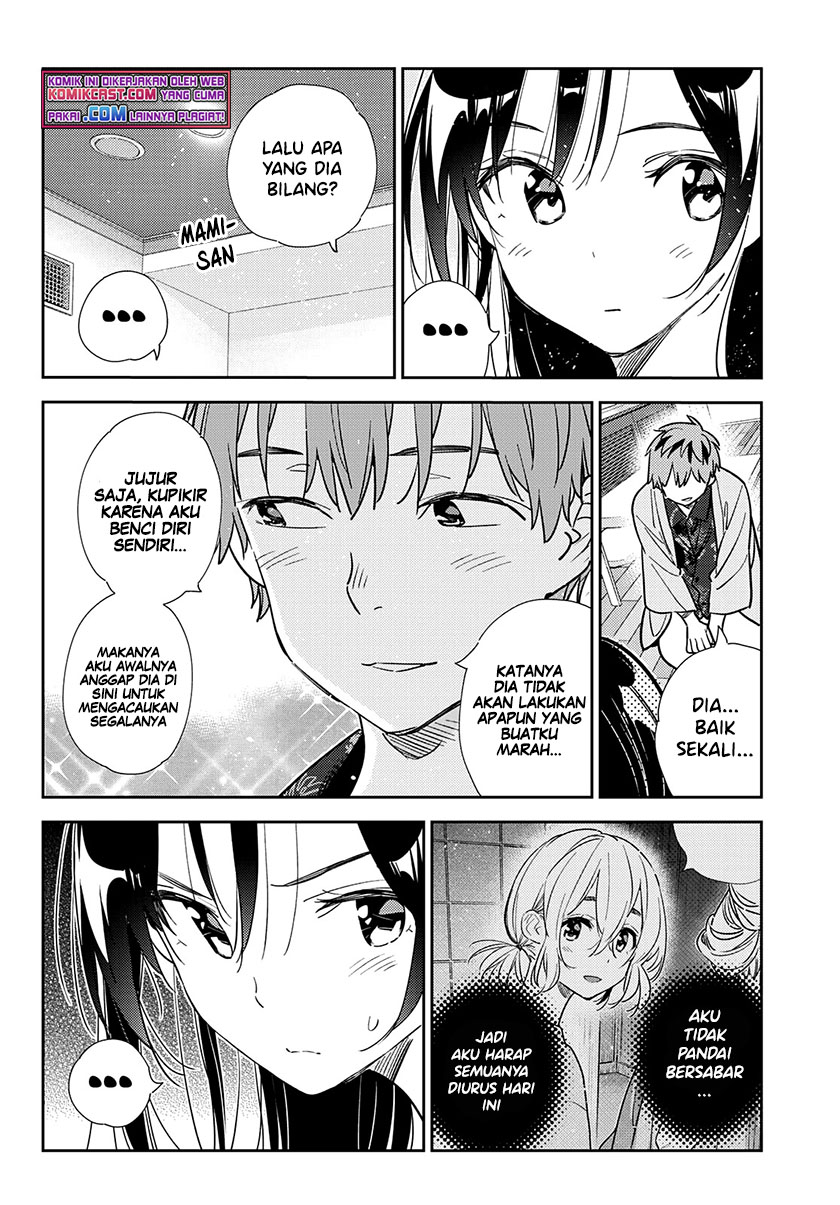 KOMIK INI DIKERJAKAN OLEH WEB
KOMIKCAST.COM YANG CUMA
PAKAI .COM LAINNYA PLAGIAT!
•••
LALU APA
YANG DIA
BILANG?
MAMI-
SAN
•••
DIA...
BAIK
SEKALI...
KATANYA
DIA TIDAK
AKAN LAKUKAN
APAPUN YANG
BUATKU
MARAH...
JUJUR
SAJA, KUPIKIR
KARENA AKU
BENCI DIRI
SENDIRI...
MAKANYA
AKU AWALNYA
ANGGAP DIA DI
SINI UNTUK
MENGACAUKAN
SEGALANYA
AKU
TIDAK
PANDAI
BERSABAR
...
JADI
AKU HARAP
SEMUANYA
DIURUS HARI
INI
•••